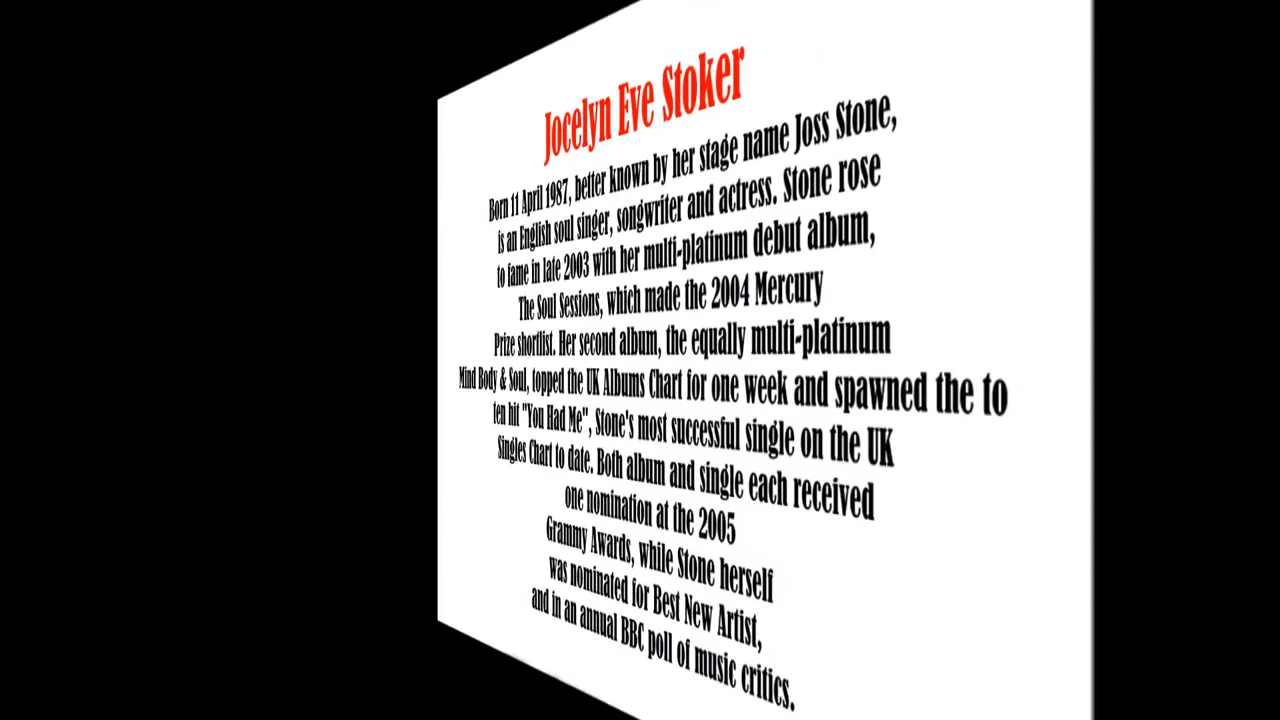 Jocelyn Eve Stoker
Born 11 April 1987, better known by her stage name Joss Stone,
is an English soul singer, songwriter and actress. Stone rose
to fame in late 2003 with her multi-platinum debut album,
The Soul Sessions, which made the 2004 Mercury
Prize shortlist. Her second album, the equally multi-platinum
Mind Body & Soul, topped the UK Albums Chart for one week and spawned the to
ten hit "You Had Me", Stone's most successful single on the UK
Singles Chart to date. Both album and single each received
one nomination at the 2005
Grammy Awards, while Stone herself
was nominated for Best New Artist,
and in an annual BBC poll of music critics.